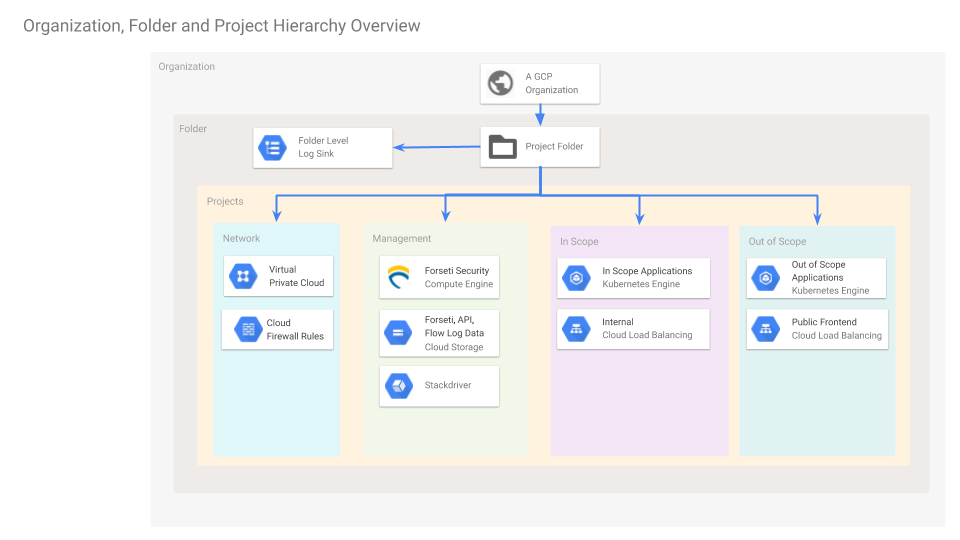 Organization, Folder and Project Hierarchy Overview
Organization
A GCP
Organization
Folder
Folder Level
Log Sink
Project Folder
Projects
Network
Virtual
Private Cloud
Cloud
Firewall Rules
Management
Forseti Security
Compute Engine
Forseti, API,
Flow Log Data
Cloud Storage
Stackdriver
In Scope
In Scope Applications
Kubernetes Engine
Internal
Cloud Load Balancing
Out of Scope
Out of Scope
Applications
Kubernetes Engine
Public Frontend
Cloud Load Balancing